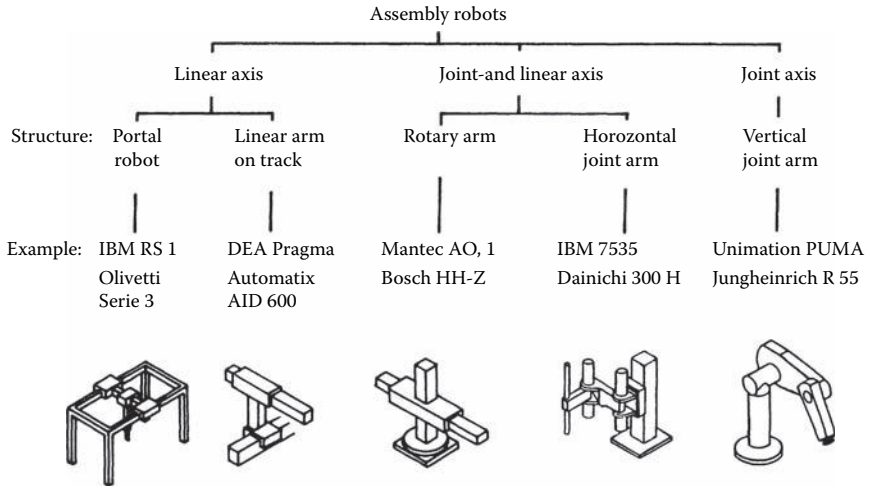 Assembly robots
Linear axis
Joint-and linear axis
Joint axis
Structure:
Portal
robot
Linear arm
on track
Rotary arm
Horozontal
joint arm
Vertical
joint arm
Example:
IBM RS 1
Olivetti
Serie 3
DEA Pragma
Automatix
AID 600
Mantec AO, 1
Bosch HH-Z
IBM 7535
Dainichi 300 H
Unimation PUMA
Jungheinrich R 55